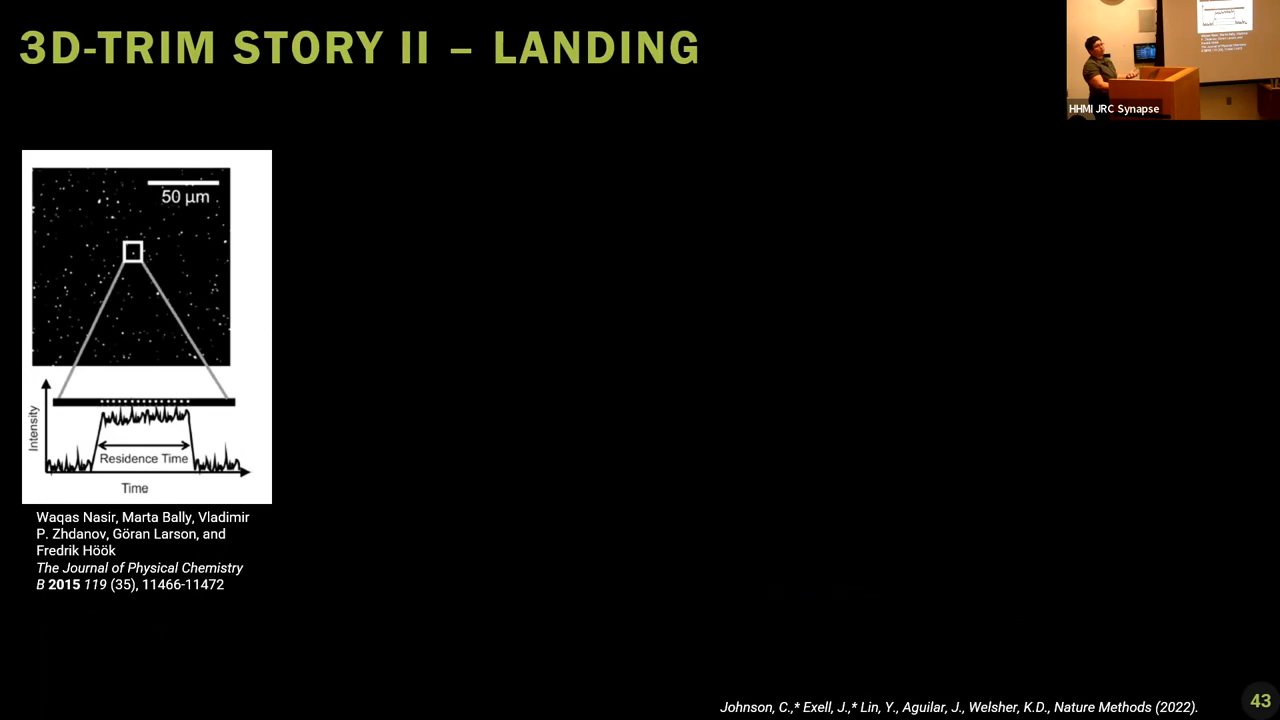 3D-TRIM STORY II – LANDING
HHMI JRC Synapse
50 µm
Intensity
Residence Time
Time
Waqas Nasir, Marta Bally, Vladimir
P. Zhdanov, Göran Larson, and
Fredrik Höök
The Journal of Physical Chemistry
B 2015 119 (35), 11466-11472
Johnson, C.,* Exell, J.,* Lin, Y., Aguilar, J., Welsher, K.D., Nature Methods (2022).
43